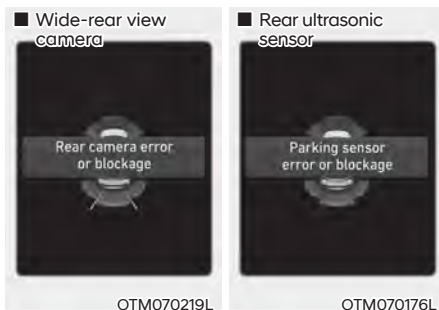 ■ Wide-rear view
camera
Rear camera error
or blockage
OTM070219L
■ Rear ultrasonic
sensor
Parking sensor
error or blockage
OTM070176L